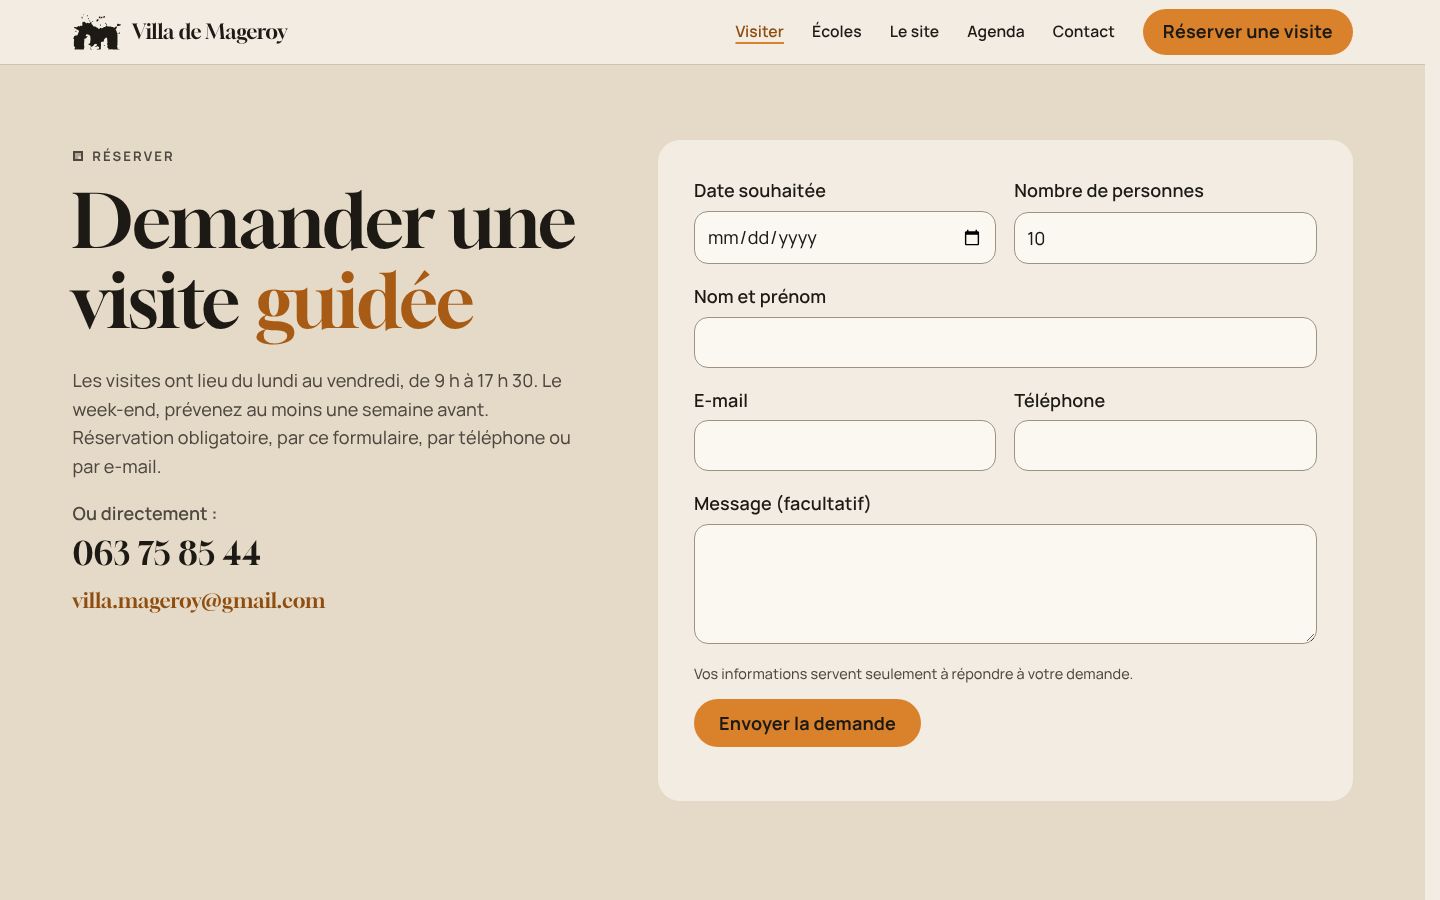 Villa de Mageroy
Visiter
Écoles
Le site
Agenda
Contact
Réserver une visite
RÉSERVER
Demander une
visite guidée
Les visites ont lieu du lundi au vendredi, de 9 h à 17 h 30. Le
week-end, prévenez au moins une semaine avant.
Réservation obligatoire, par ce formulaire, par téléphone ou
par e-mail.
Ou directement :
063 75 85 44
villa.mageroy@gmail.com
Date souhaitée
mm/dd/yyyy
Nombre de personnes
10
Nom et prénom
E-mail
Téléphone
Message (facultatif)
Vos informations servent seulement à répondre à votre demande.
Envoyer la demande